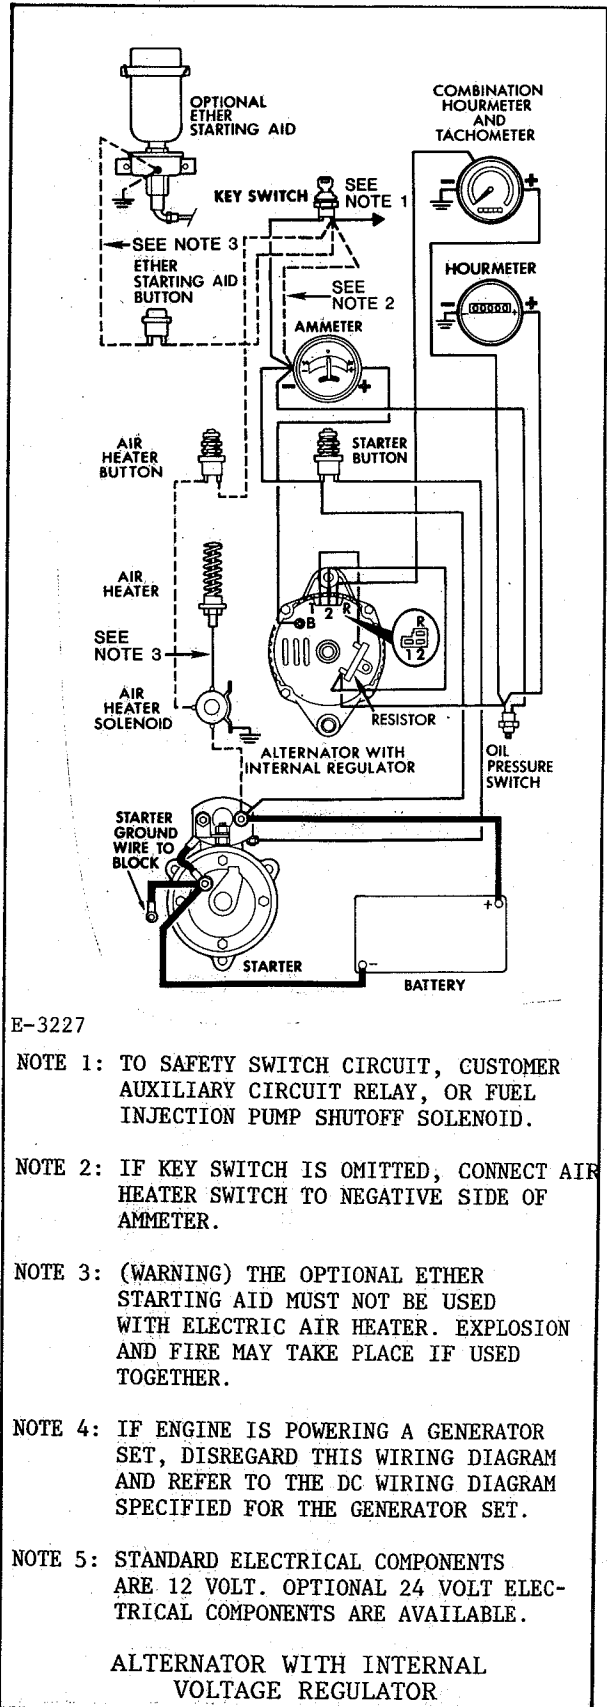 OPTIONAL
ETHER
STARTING AID
COMBINATION
HOURMETER
AND
TACHOMETER
KEY SWITCH
SEE
NOTE 1
- +
SEE NOTE 3
ETHER
STARTING AID
BUTTON
SEE
NOTE 2
HOURMETER
- 00000 +
- +
AMMETER
- +
AIR
HEATER
BUTTON
STARTER
BUTTON
AIR
HEATER
SEE
NOTE 3
1 2 R
B
R
1 2
AIR
HEATER
SOLENOID
RESISTOR
ALTERNATOR WITH
INTERNAL REGULATOR
OIL
PRESSURE
SWITCH
STARTER
GROUND
WIRE TO
BLOCK
+
-
STARTER
BATTERY
E-3227
NOTE 1: TO SAFETY SWITCH CIRCUIT, CUSTOMER
AUXILIARY CIRCUIT RELAY, OR FUEL
INJECTION PUMP SHUTOFF SOLENOID.
NOTE 2: IF KEY SWITCH IS OMITTED, CONNECT AIR
HEATER SWITCH TO NEGATIVE SIDE OF
AMMETER.
NOTE 3: (WARNING) THE OPTIONAL ETHER
STARTING AID MUST NOT BE USED
WITH ELECTRIC AIR HEATER. EXPLOSION
AND FIRE MAY TAKE PLACE IF USED
TOGETHER.
NOTE 4: IF ENGINE IS POWERING A GENERATOR
SET, DISREGARD THIS WIRING DIAGRAM
AND REFER TO THE DC WIRING DIAGRAM
SPECIFIED FOR THE GENERATOR SET.
NOTE 5: STANDARD ELECTRICAL COMPONENTS
ARE 12 VOLT. OPTIONAL 24 VOLT ELEC-
TRICAL COMPONENTS ARE AVAILABLE.
ALTERNATOR WITH INTERNAL
VOLTAGE REGULATOR